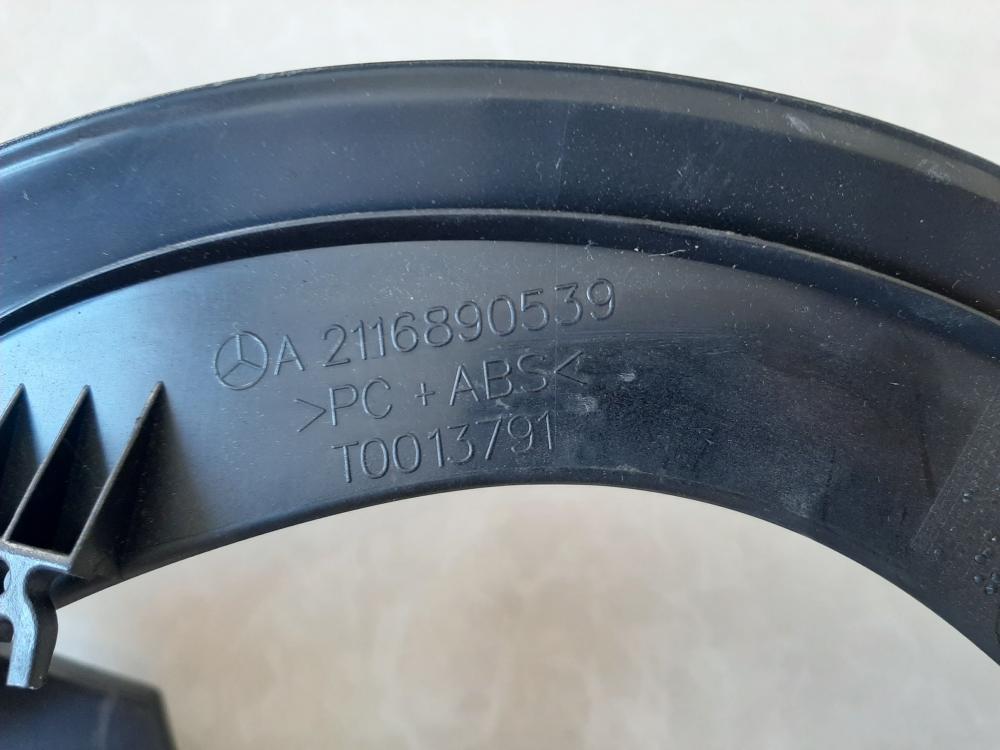 A 2116890539
>PC + ABS<
T0013791